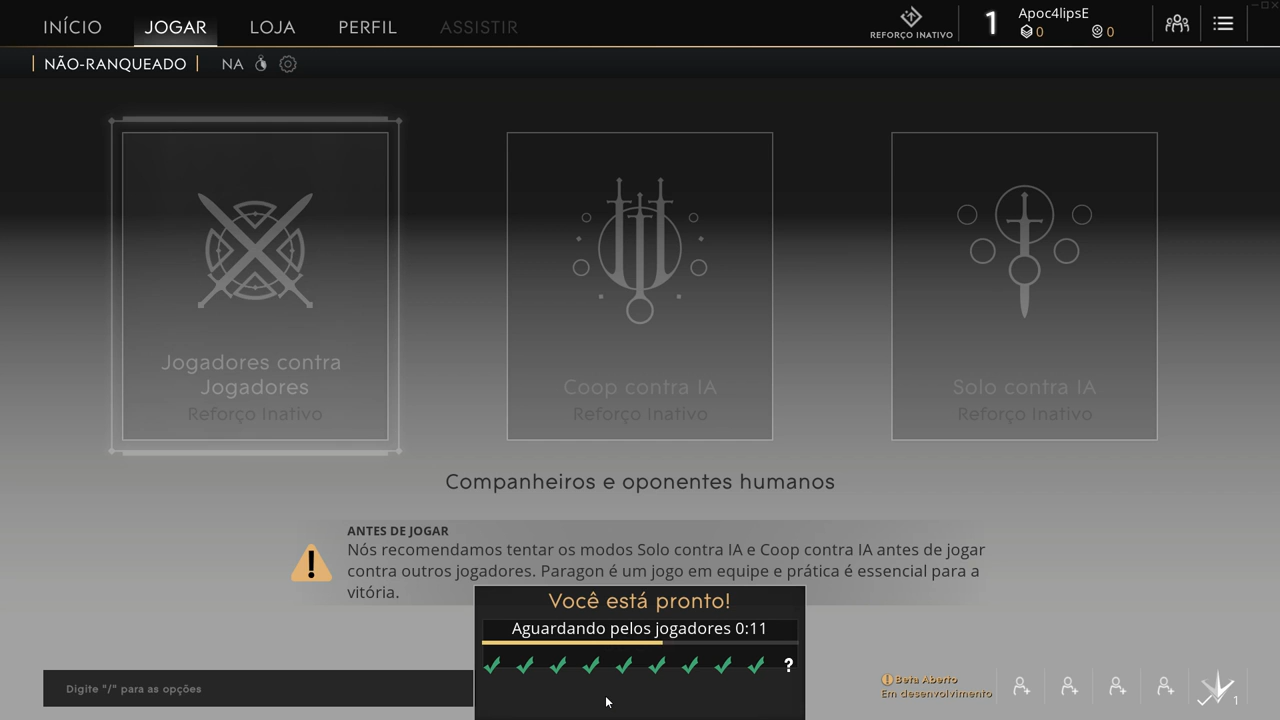 INÍCIO JOGAR LOJA PERFIL ASSISTIR
REFORÇO INATIVO
1
Apoc4lipsE
0 0
NÃO-RANQUEADO NA
Jogadores contra
Jogadores
Reforço Inativo
Coop contra IA
Reforço Inativo
Solo contra IA
Reforço Inativo
Companheiros e oponentes humanos
ANTES DE JOGAR
Nós recomendamos tentar os modos Solo contra IA e Coop contra IA antes de jogar
contra outros jogadores. Paragon é um jogo em equipe e prática é essencial para a
vitória.
Você está pronto!
Aguardando pelos jogadores 0:11
?
Digite "/" para as opções
Beta Aberto
Em desenvolvimento
1